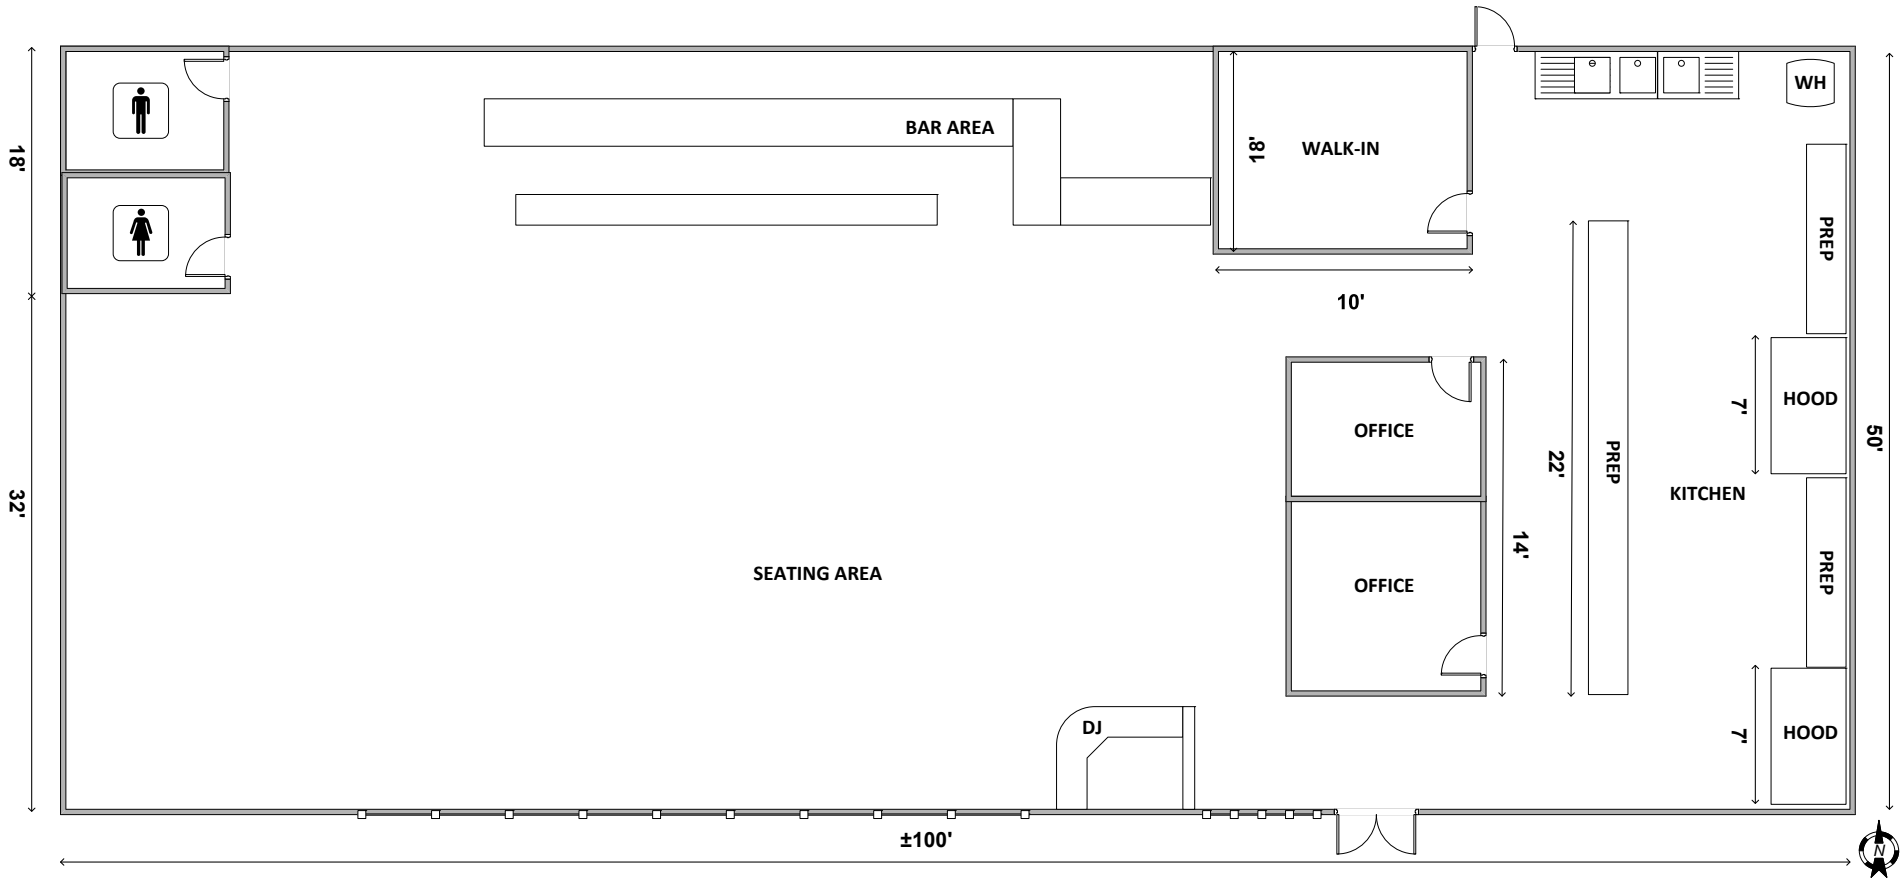 WH
BAR AREA
18'
18'
WALK-IN
PREP
10'
HOOD
7'
OFFICE
50'
22'
PREP
KITCHEN
32'
14'
SEATING AREA
OFFICE
PREP
DJ
7'
HOOD
±100'
N